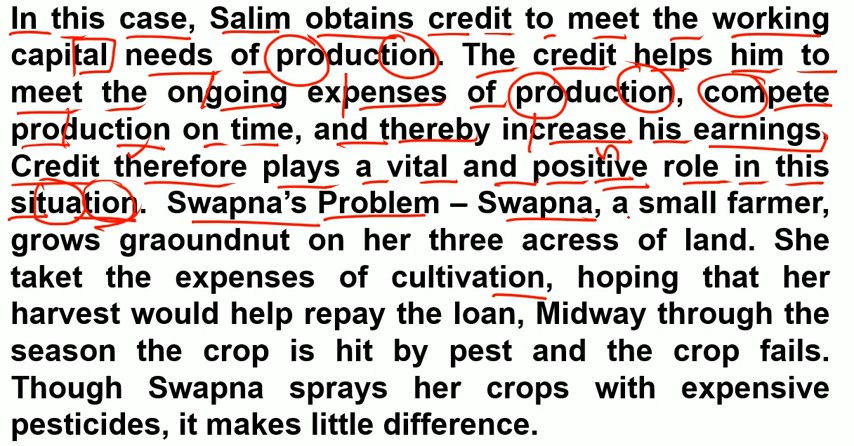 In this case, Salim obtains credit to meet the working
capital needs of production. The credit helps him to
meet the ongoing expenses of production, compete
production on time, and thereby increase his earnings,
Credit therefore plays a vital and positive role in this
situation. Swapna's Problem – Swapna, a small farmer,
grows graoundnut on her three acress of land. She
taket the expenses of cultivation, hoping that her
harvest would help repay the loan, Midway through the
season the crop is hit by pest and the crop fails.
Though Swapna sprays her crops with expensive
pesticides, it makes little difference.